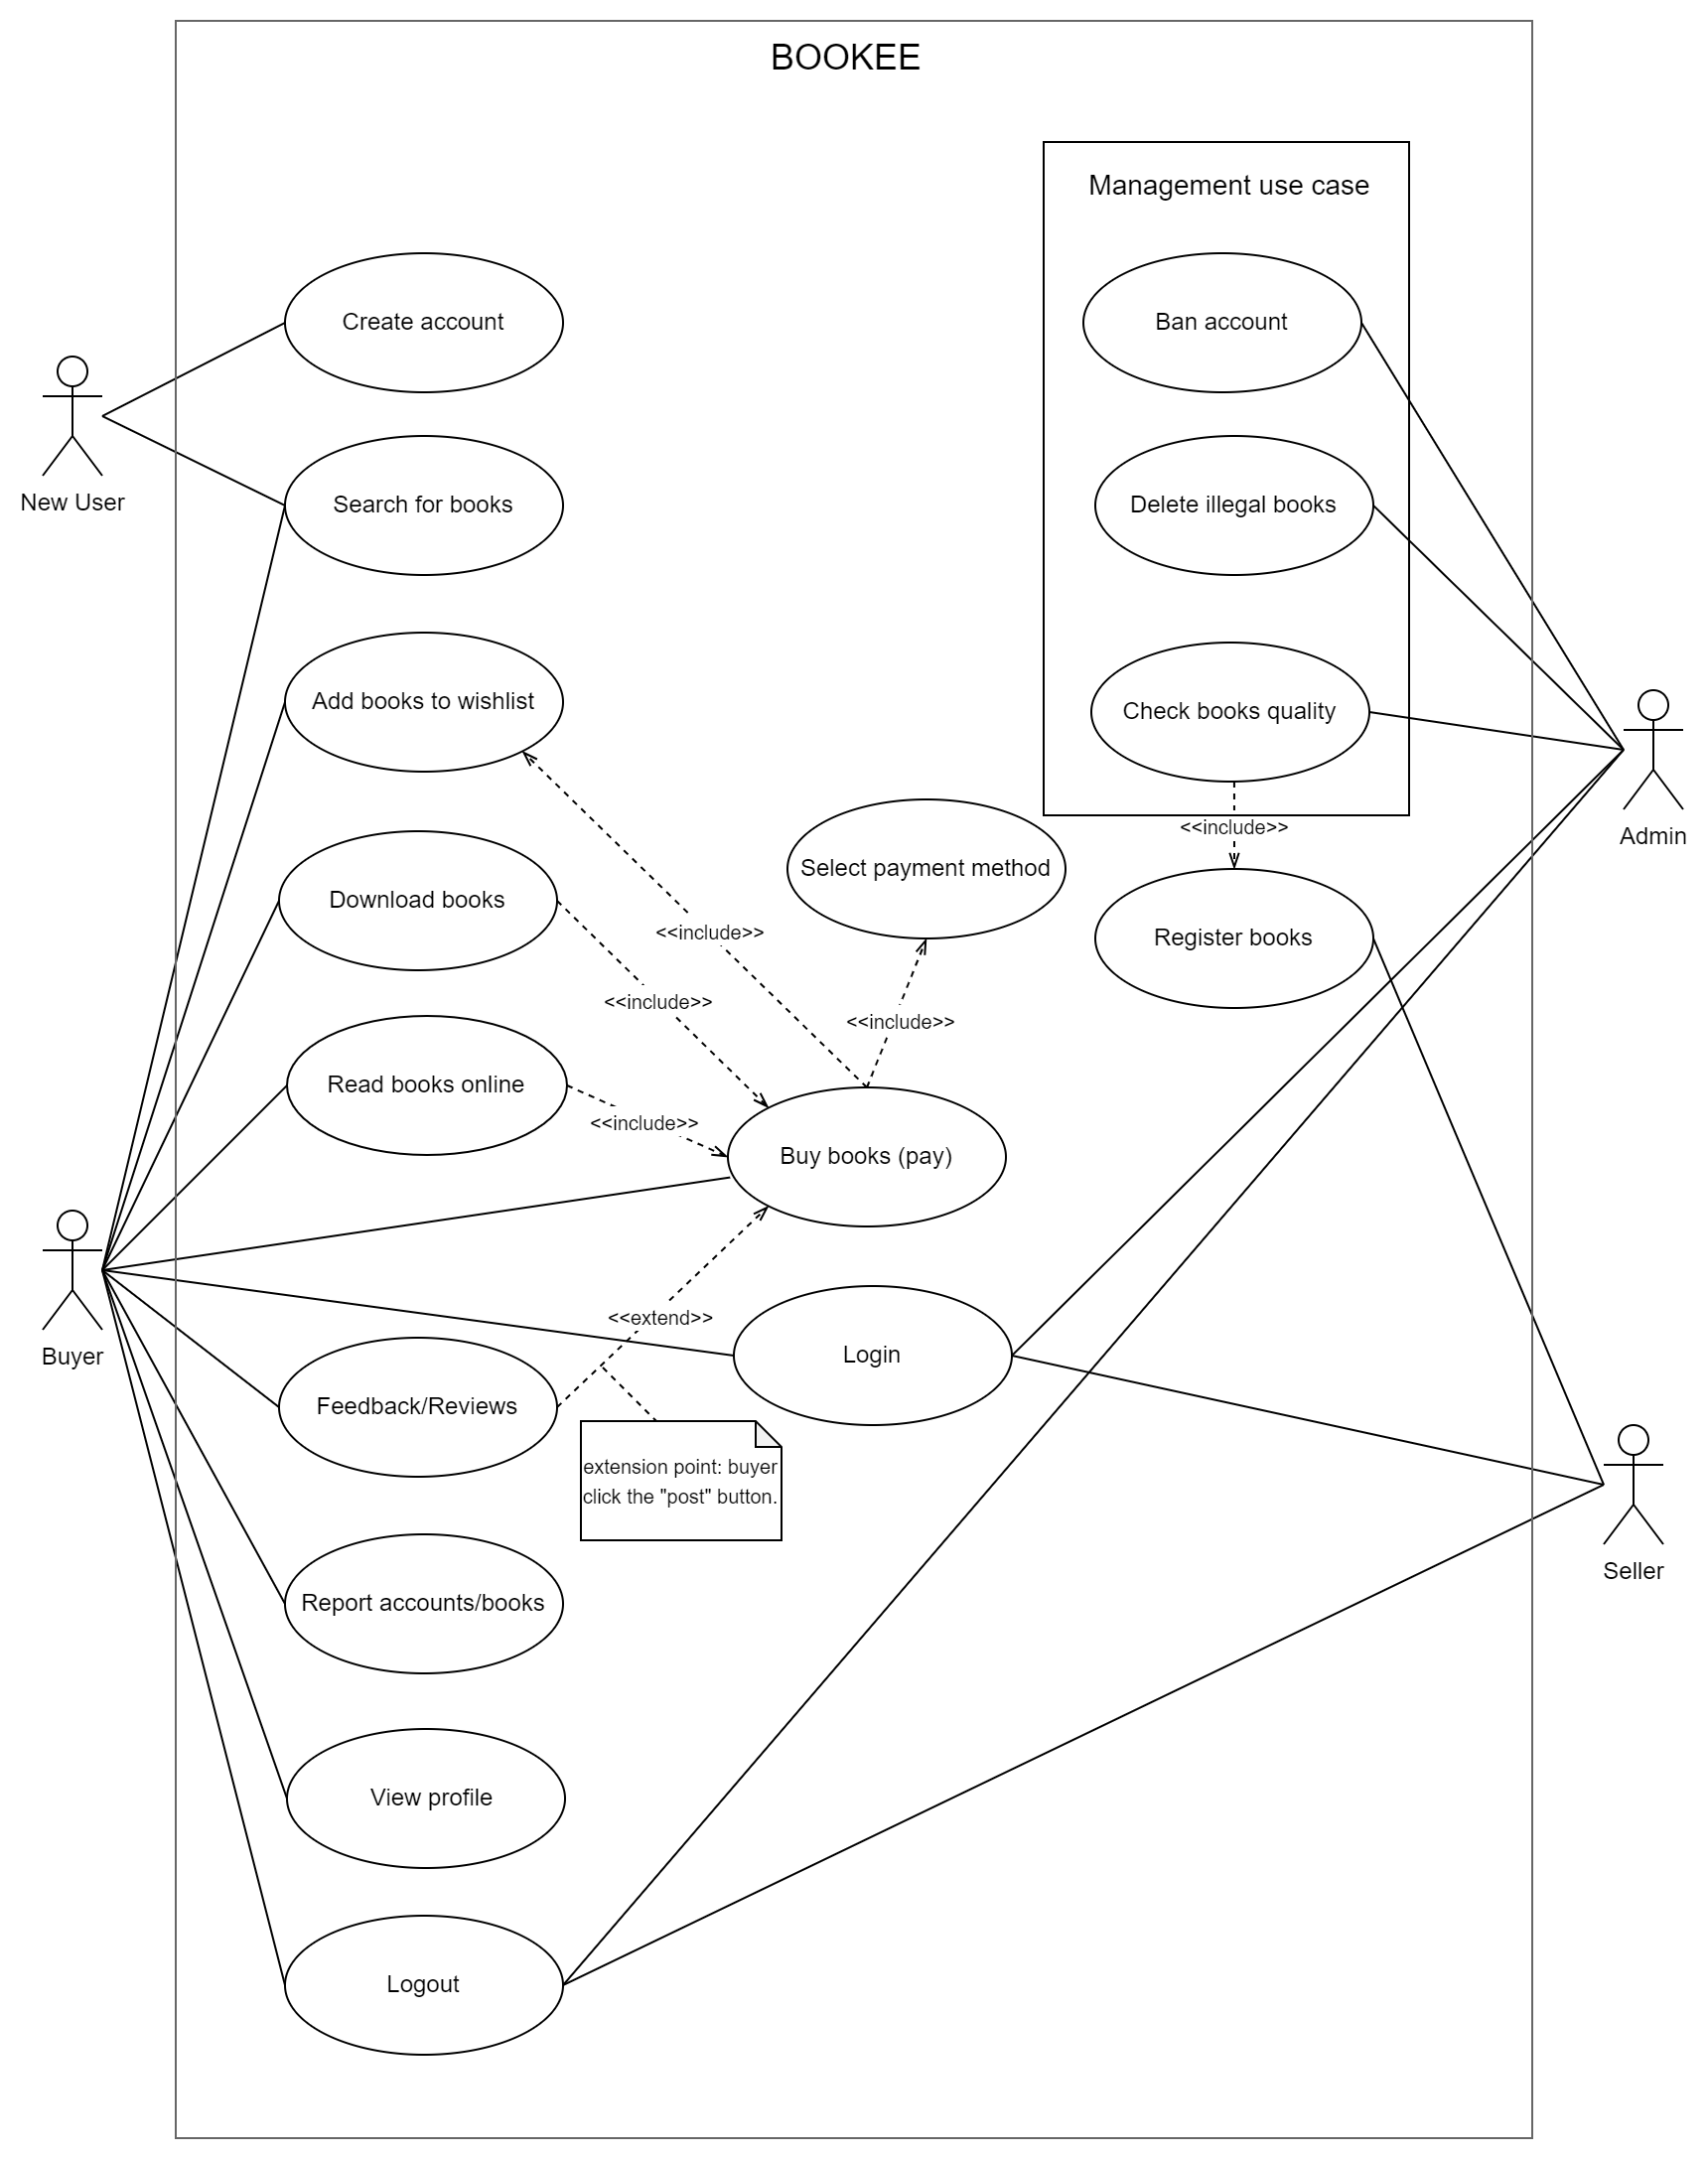 BOOKEE
Management use case
Create account
Ban account
New User
Search for books
Delete illegal books
Add books to wishlist
Check books quality
<<include>>
Admin
Select payment method
Download books
<<include>>
Register books
<<include>>
<<include>>
Read books online
<<include>>
Buy books (pay)
<<extend>>
Buyer
Login
Feedback/Reviews
extension point: buyer
click the "post" button.
Seller
Report accounts/books
View profile
Logout